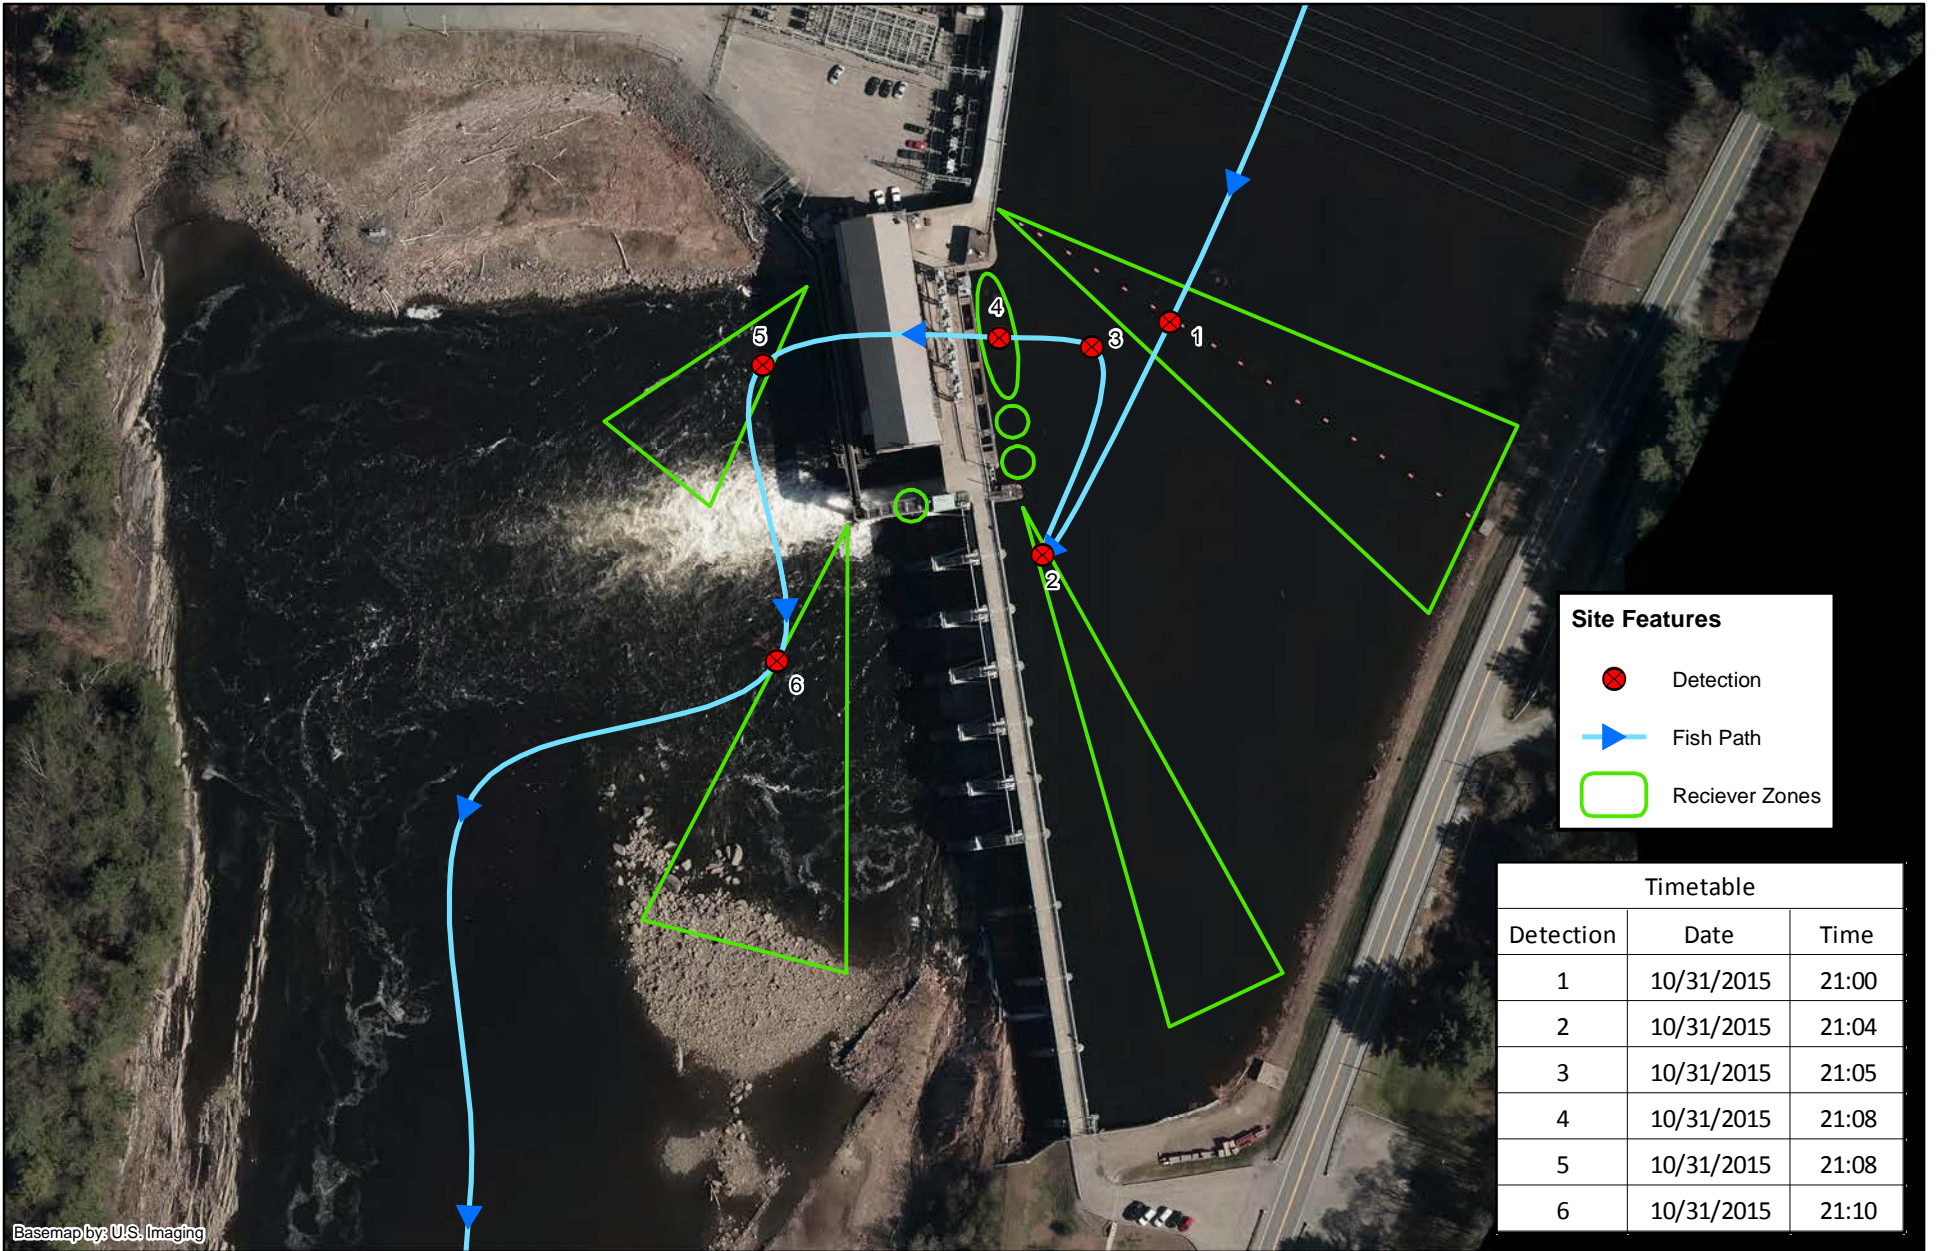 1
2
3
4
5
6
Site Features
Detection
Fish Path
Reciever Zones
Timetable
Detection Date Time
1 10/31/2015 21:00
2 10/31/2015 21:04
3 10/31/2015 21:05
4 10/31/2015 21:08
5 10/31/2015 21:08
6 10/31/2015 21:10
Basemap by: U.S. Imaging